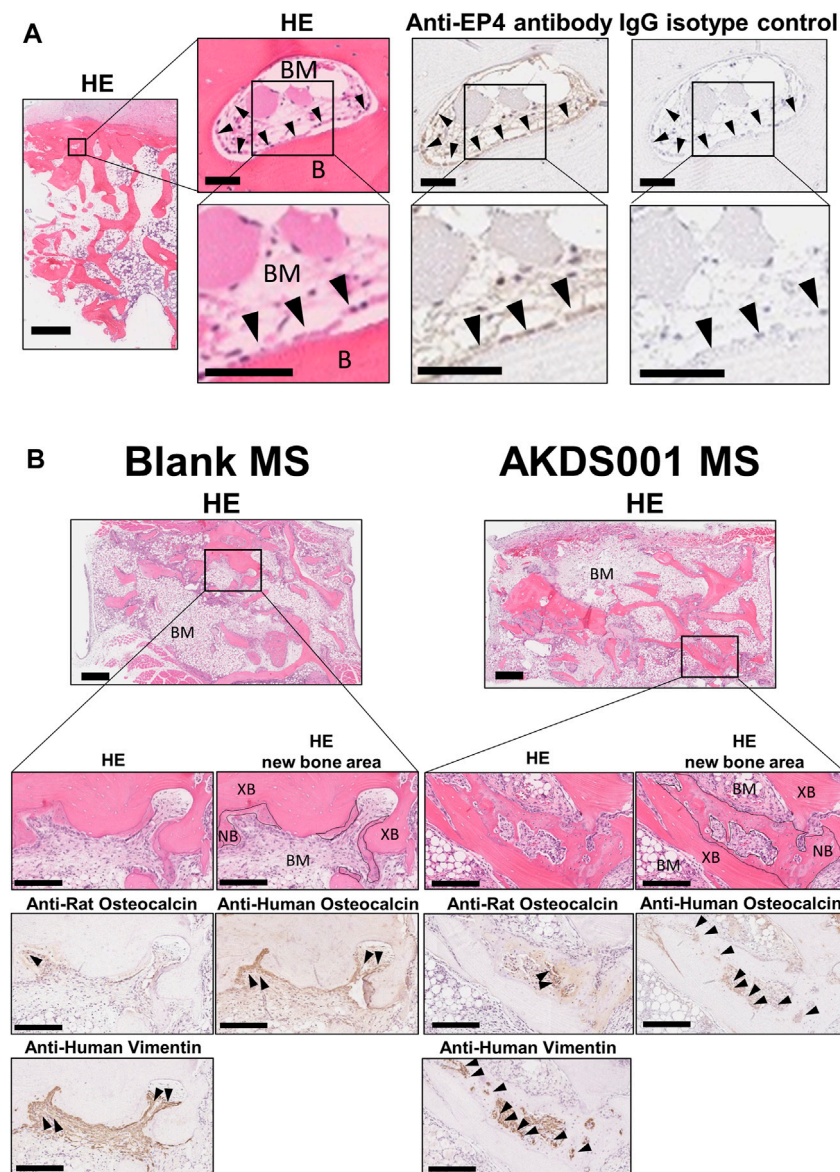 A
HE
HE
Anti-EP4 antibody
IgG isotype control
BM
B
BM
B
B
Blank MS
AKDS001 MS
HE
HE
BM
BM
HE
HE
new bone area
HE
HE
new bone area
XB
NB
XB
BM
BM
XB
NB
XB
BM
Anti-Rat Osteocalcin
Anti-Human Osteocalcin
Anti-Rat Osteocalcin
Anti-Human Osteocalcin
Anti-Human Vimentin
Anti-Human Vimentin